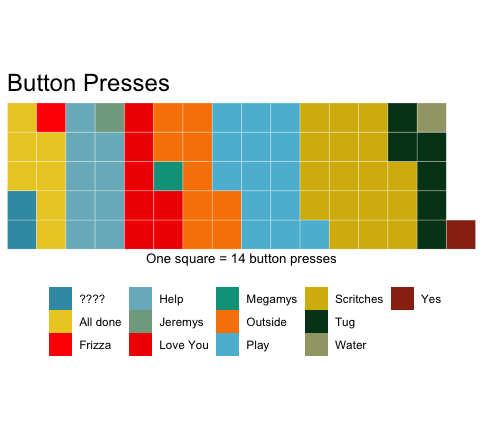 Button Presses
One square = 14 button presses
???? Help Megamys Scritches Yes
All done Jeremys Outside Tug
Frizza Love You Play Water